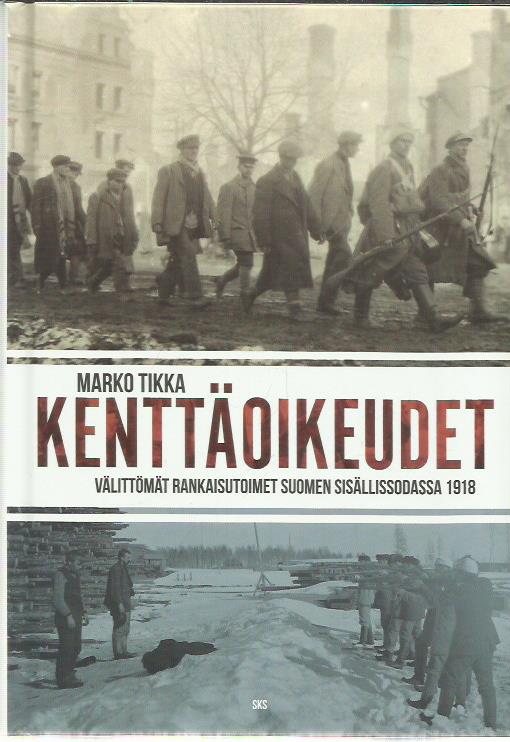 MARKO TIKKA
KENTTÄOIKEUDET
VÄLITTÖMÄT RANKAISUTOIMET SUOMEN SISÄLLISSODASSA 1918
SKS